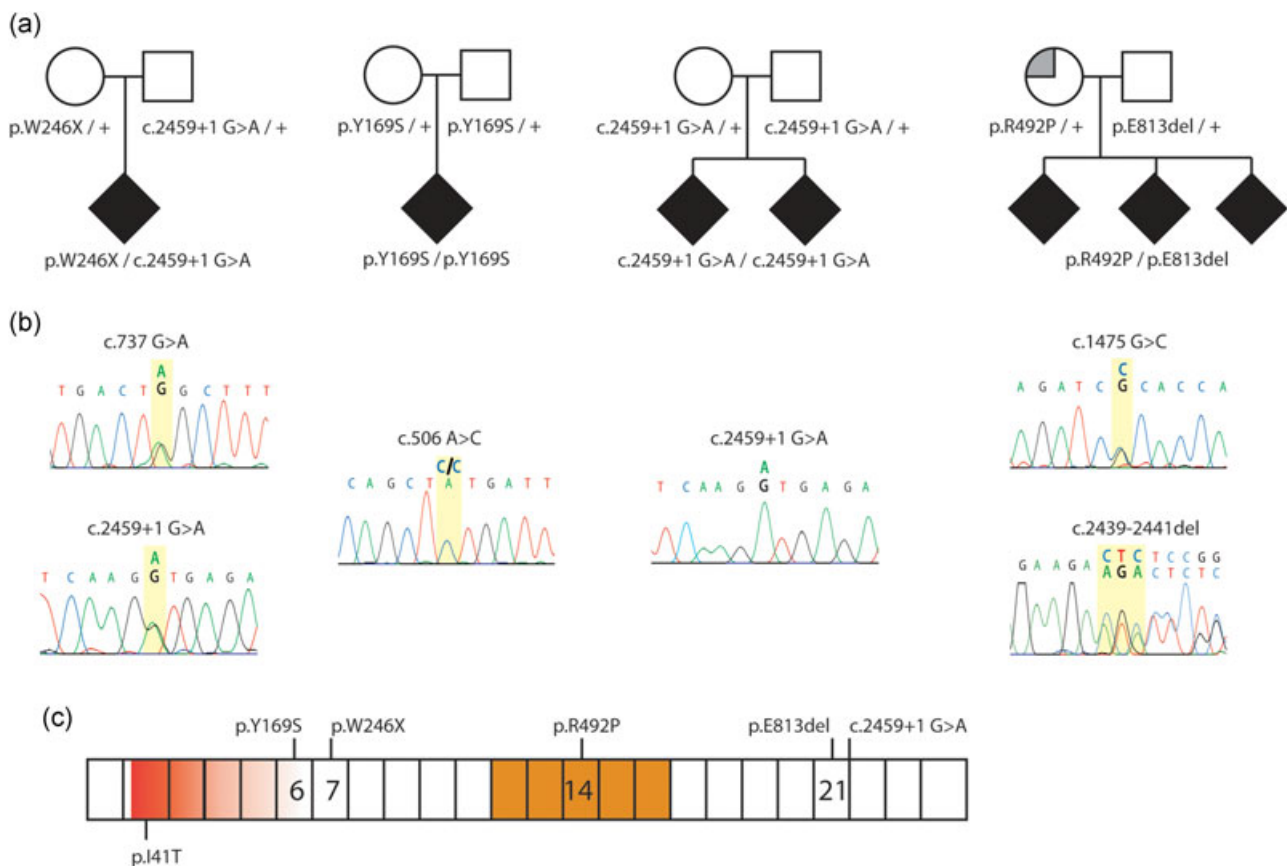 (a)
p.W246X / + c.2459+1 G>A / + p.Y169S / + p.Y169S / + c.2459+1 G>A / + c.2459+1 G>A / + p.R492P / + p.E813del / +
p.W246X / c.2459+1 G>A p.Y169S / p.Y169S c.2459+1 G>A / c.2459+1 G>A p.R492P / p.E813del
(b)
c.737 G>A
A
T G A C T G G C T T T
c.2459+1 G>A
A
T C A A G G T G A G A
c.506 A>C
C/C
C A G C T A T G A T T
c.2459+1 G>A
A
T C A A G G T G A G A
c.1475 G>C
C
A G A T C G C A C C A
c.2439-2441del
C T C T C C G G
G A A G A A G A C T C T C
(c)
p.Y169S p.W246X p.R492P p.E813del c.2459+1 G>A
6 7 14 21
p.I41T